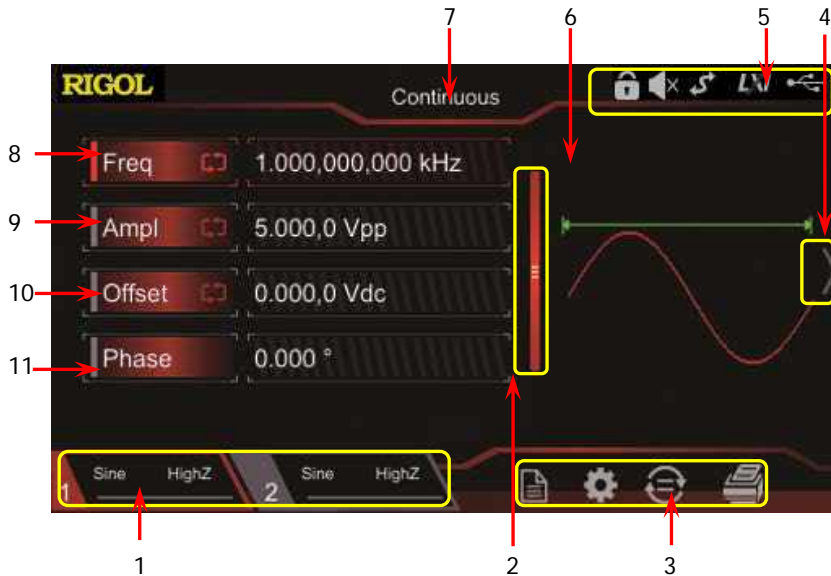 7 6 5 4
RIGOL
Continuous
LXI
8 Freq 1.000,000,000 kHz
9 Ampl 5.000,0 Vpp
10 Offset 0.000,0 Vdc
11 Phase 0.000 °
1 Sine HighZ 2 Sine HighZ
1 2 3